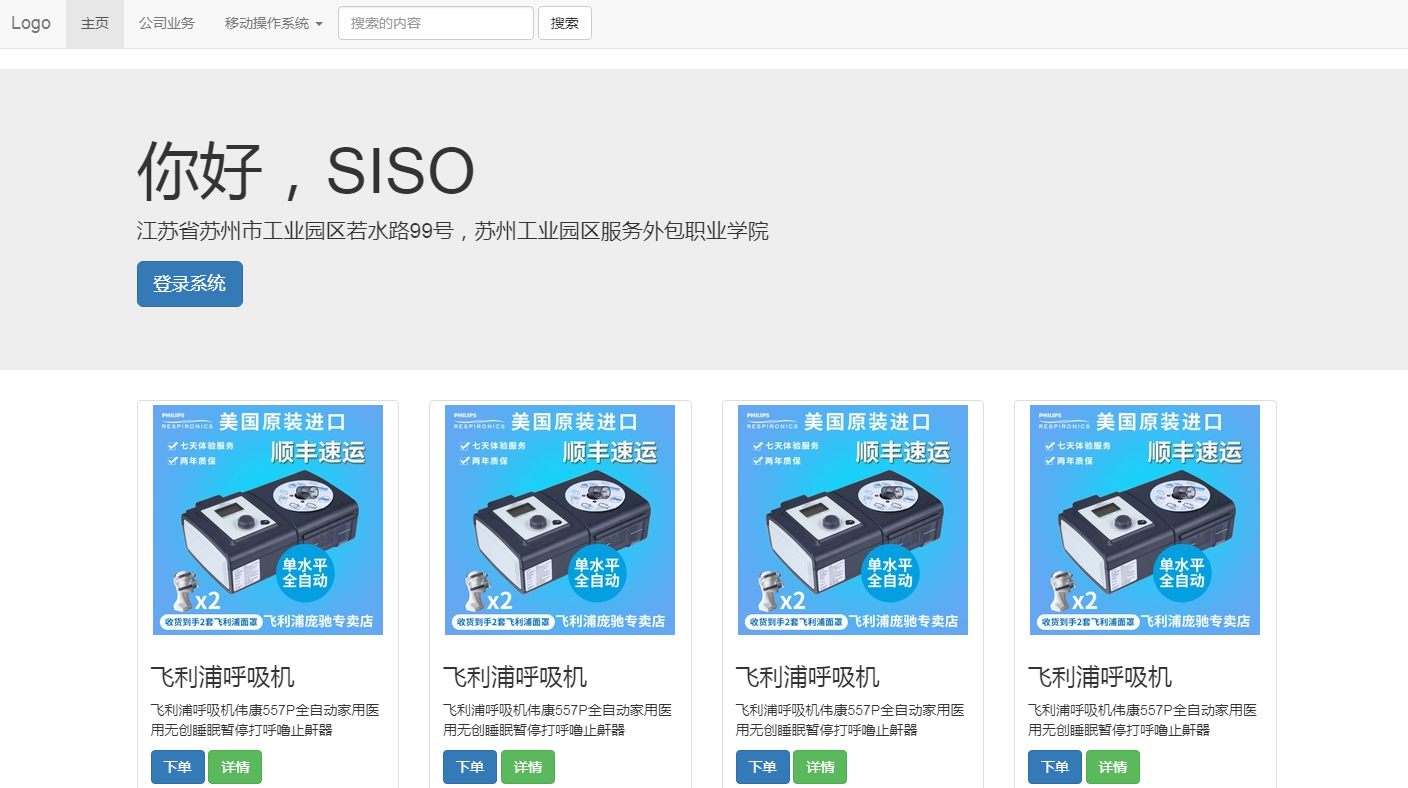 Logo 主页 公司业务 移动操作系统 搜索的内容 搜索
你好，SISO
江苏省苏州市工业园区若水路99号，苏州工业园区服务外包职业学院
登录系统
PHILIPS
RESPIRONICS 美国原装进口
七天体验服务
两年质保
顺丰速运
单水平
全自动
x2
收货到手2套飞利浦面罩 飞利浦庞驰专卖店
飞利浦呼吸机
飞利浦呼吸机伟康557P全自动家用医
用无创睡眠暂停打呼噜止鼾器
下单 详情
PHILIPS
RESPIRONICS 美国原装进口
七天体验服务
两年质保
顺丰速运
单水平
全自动
x2
收货到手2套飞利浦面罩 飞利浦庞驰专卖店
飞利浦呼吸机
飞利浦呼吸机伟康557P全自动家用医
用无创睡眠暂停打呼噜止鼾器
下单 详情
PHILIPS
RESPIRONICS 美国原装进口
七天体验服务
两年质保
顺丰速运
单水平
全自动
x2
收货到手2套飞利浦面罩 飞利浦庞驰专卖店
飞利浦呼吸机
飞利浦呼吸机伟康557P全自动家用医
用无创睡眠暂停打呼噜止鼾器
下单 详情
PHILIPS
RESPIRONICS 美国原装进口
七天体验服务
两年质保
顺丰速运
单水平
全自动
x2
收货到手2套飞利浦面罩 飞利浦庞驰专卖店
飞利浦呼吸机
飞利浦呼吸机伟康557P全自动家用医
用无创睡眠暂停打呼噜止鼾器
下单 详情